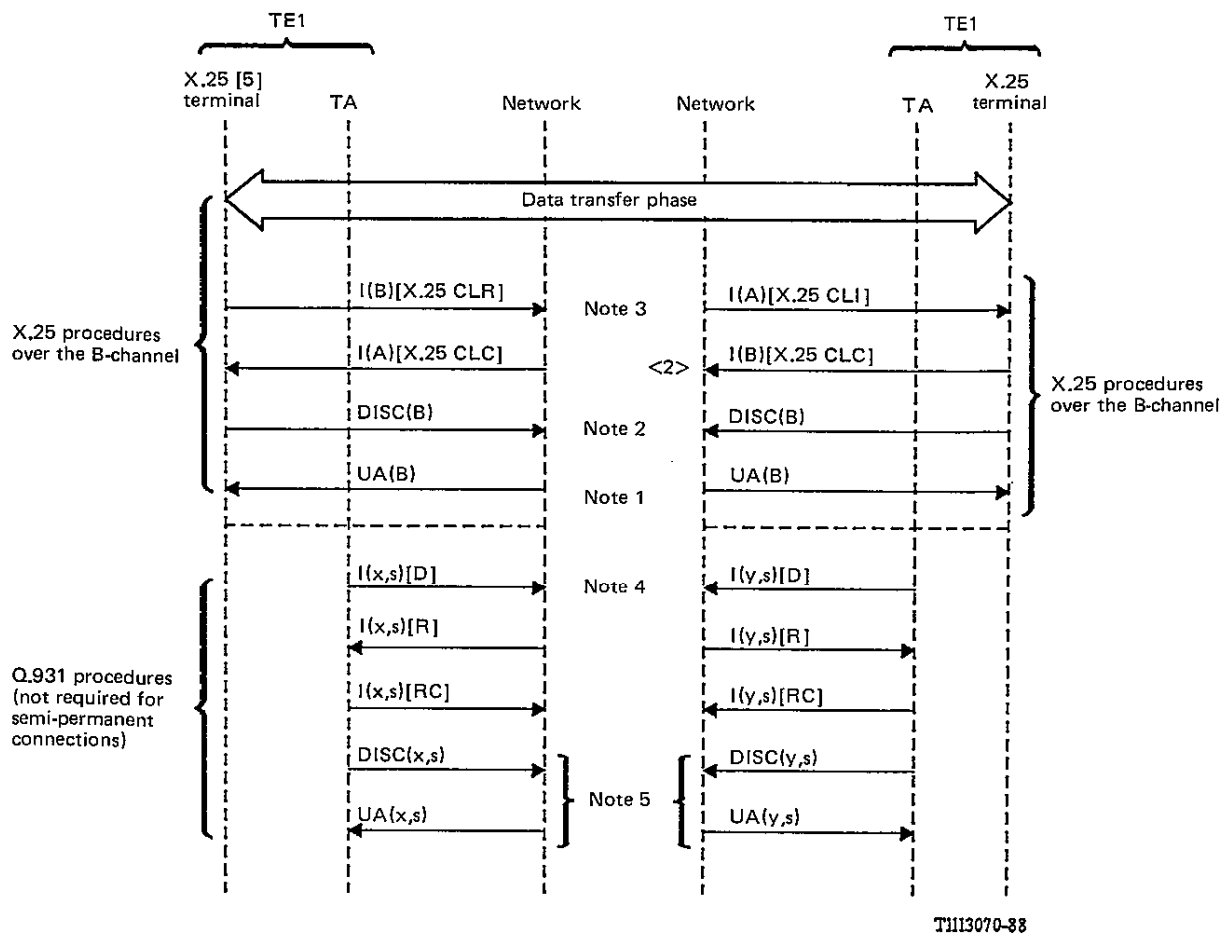 TE1
TE1
X.25 [5]
terminal
TA
Network
Network
TA
X.25
terminal
Data transfer phase
I(B)[X.25 CLR]
Note 3
I(A)[X.25 CLI]
X.25 procedures
over the B-channel
I(A)[X.25 CLC]
<2>
I(B)[X.25 CLC]
X.25 procedures
over the B-channel
DISC(B)
Note 2
DISC(B)
UA(B)
Note 1
UA(B)
I(x,s)[D]
Note 4
I(y,s)[D]
I(x,s)[R]
I(y,s)[R]
Q.931 procedures
(not required for
semi-permanent
connections)
I(x,s)[RC]
I(y,s)[RC]
DISC(x,s)
DISC(y,s)
Note 5
UA(x,s)
UA(y,s)
T1113070-88